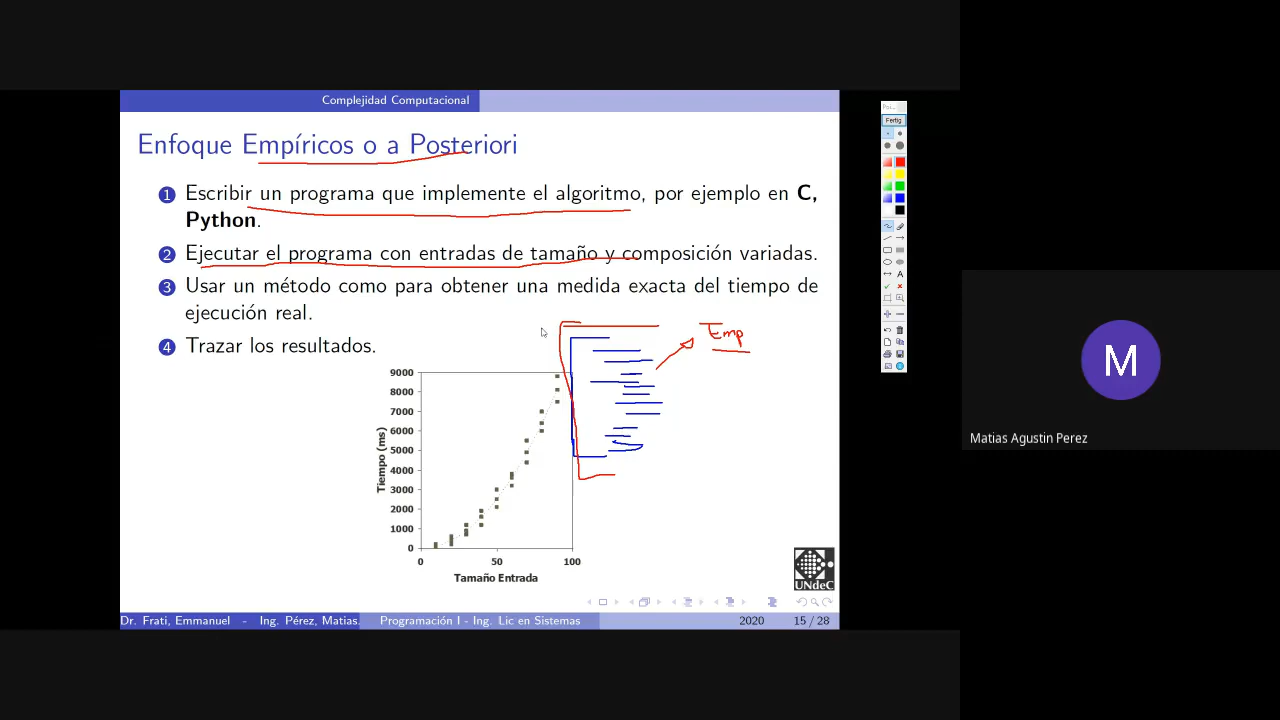 Complejidad Computacional
Enfoque Empíricos o a Posteriori
1 Escribir un programa que implemente el algoritmo, por ejemplo en C,
Python.
2 Ejecutar el programa con entradas de tamaño y composición variadas.
3 Usar un método como para obtener una medida exacta del tiempo de
ejecución real.
4 Trazar los resultados.
Emp
9000
8000
7000
6000
5000
4000
3000
2000
1000
0
Tiempo (ms)
0 50 100
Tamaño Entrada
UNdeC
Dr. Frati, Emmanuel - Ing. Pérez, Matias. Programación I - Ing. Lic en Sistemas 2020 15 / 28
Fertig
A
M
Matias Agustin Perez